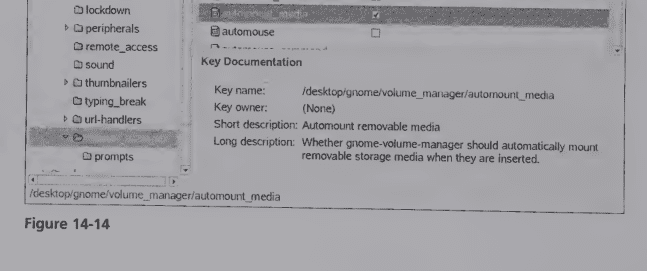 lockdown
peripherals
remote_access
sound
thumbnailers
typing_break
url-handlers
prompts
automount_media
automouse
Key Documentation
Key name: /desktop/gnome/volume_manager/automount_media
Key owner: (None)
Short description: Automount removable media
Long description: Whether gnome-volume-manager should automatically mount
removable storage media when they are inserted.
/desktop/gnome/volume_manager/automount_media
Figure 14-14